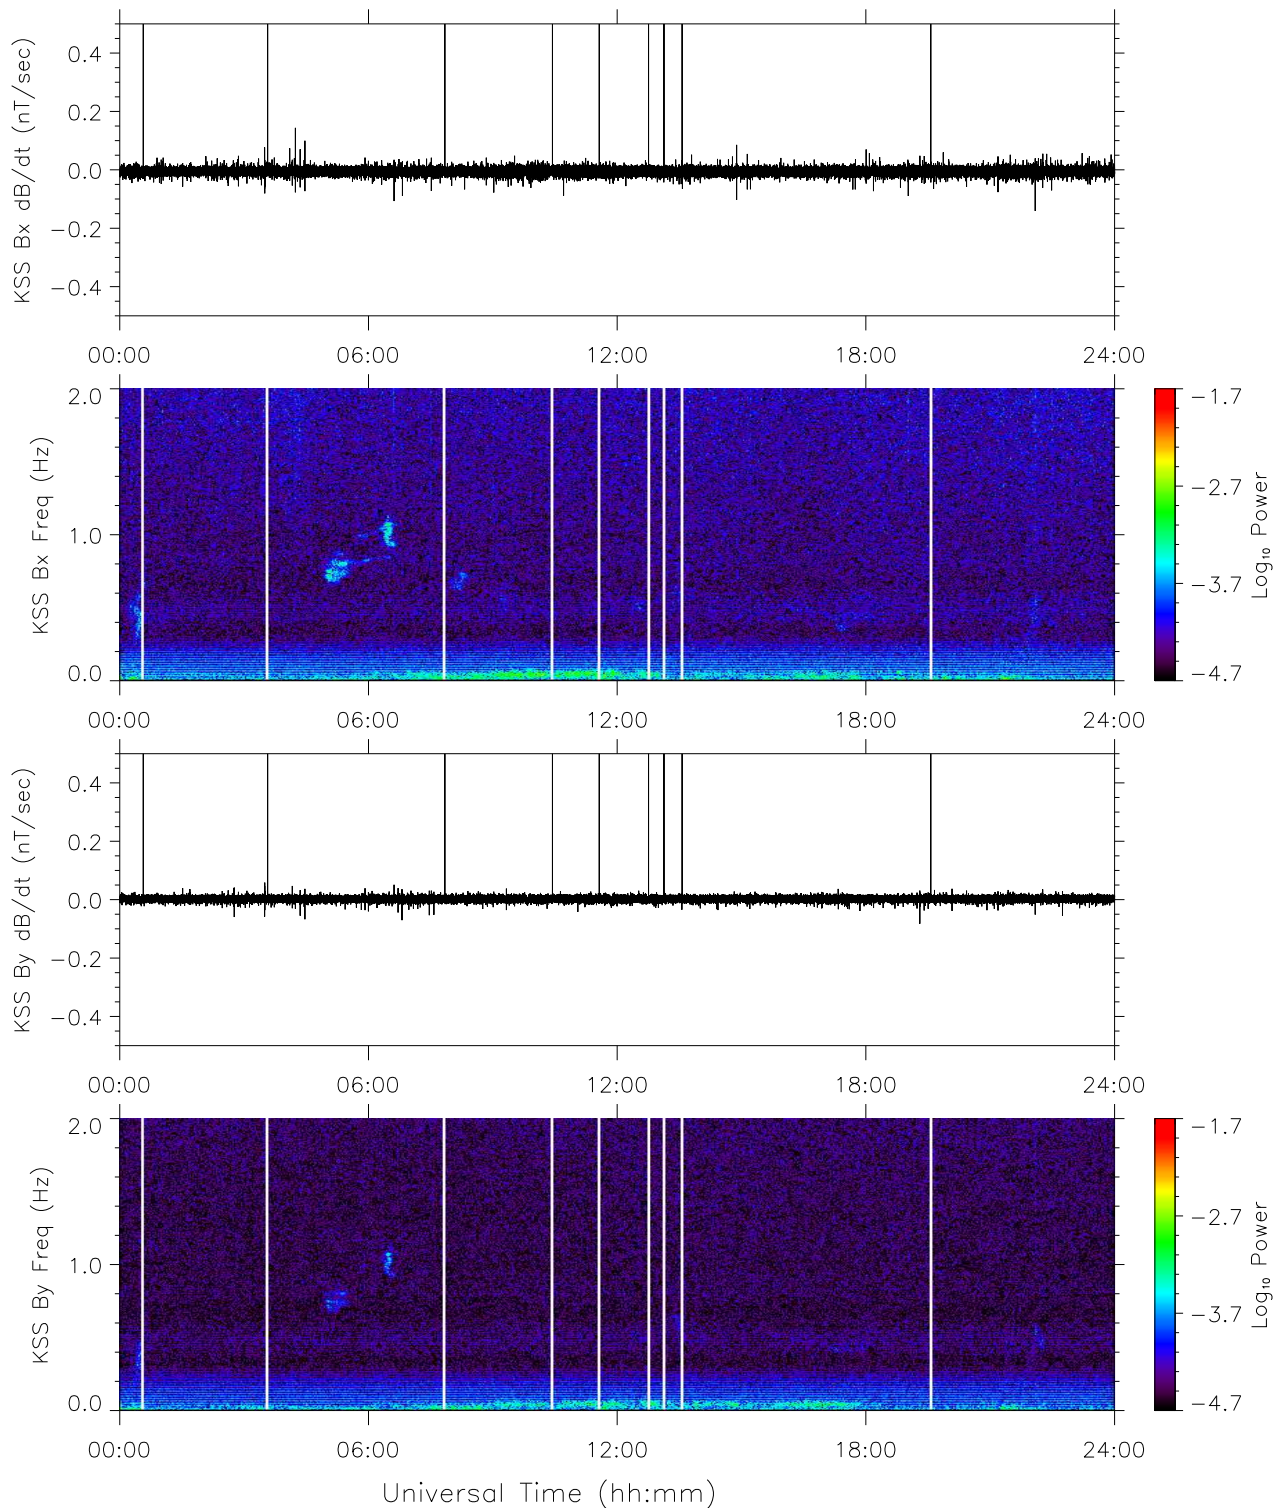 KSS Bx dB/dt (nT/sec)
0.4
0.2
0.0
−0.2
−0.4
00:00 06:00 12:00 18:00 24:00
KSS Bx Freq (Hz)
2.0
1.0
0.0
00:00 06:00 12:00 18:00 24:00
−1.7
−2.7
−3.7
−4.7
Log₁₀ Power
KSS By dB/dt (nT/sec)
0.4
0.2
0.0
−0.2
−0.4
00:00 06:00 12:00 18:00 24:00
KSS By Freq (Hz)
2.0
1.0
0.0
00:00 06:00 12:00 18:00 24:00
−1.7
−2.7
−3.7
−4.7
Log₁₀ Power
Universal Time (hh:mm)